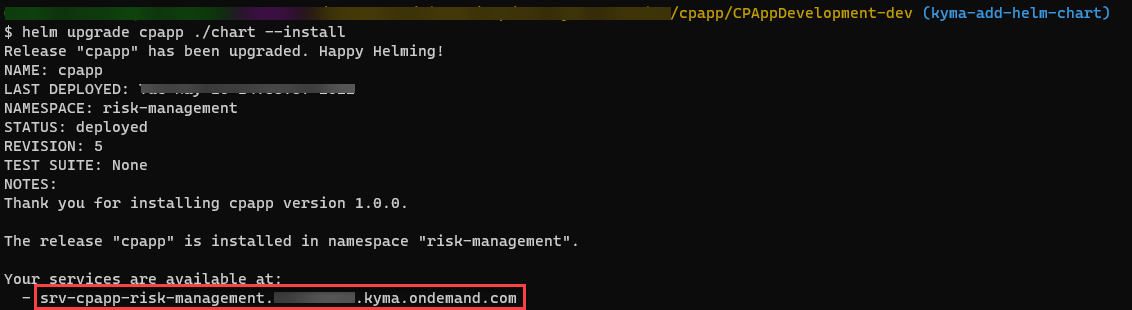 /cpapp/CPAppDevelopment-dev (kyma-add-helm-chart)
$ helm upgrade cpapp ./chart --install
Release "cpapp" has been upgraded. Happy Helming!
NAME: cpapp
LAST DEPLOYED:
NAMESPACE: risk-management
STATUS: deployed
REVISION: 5
TEST SUITE: None
NOTES:
Thank you for installing cpapp version 1.0.0.
The release "cpapp" is installed in namespace "risk-management".
Your services are available at:
- srv-cpapp-risk-management. .kyma.ondemand.com